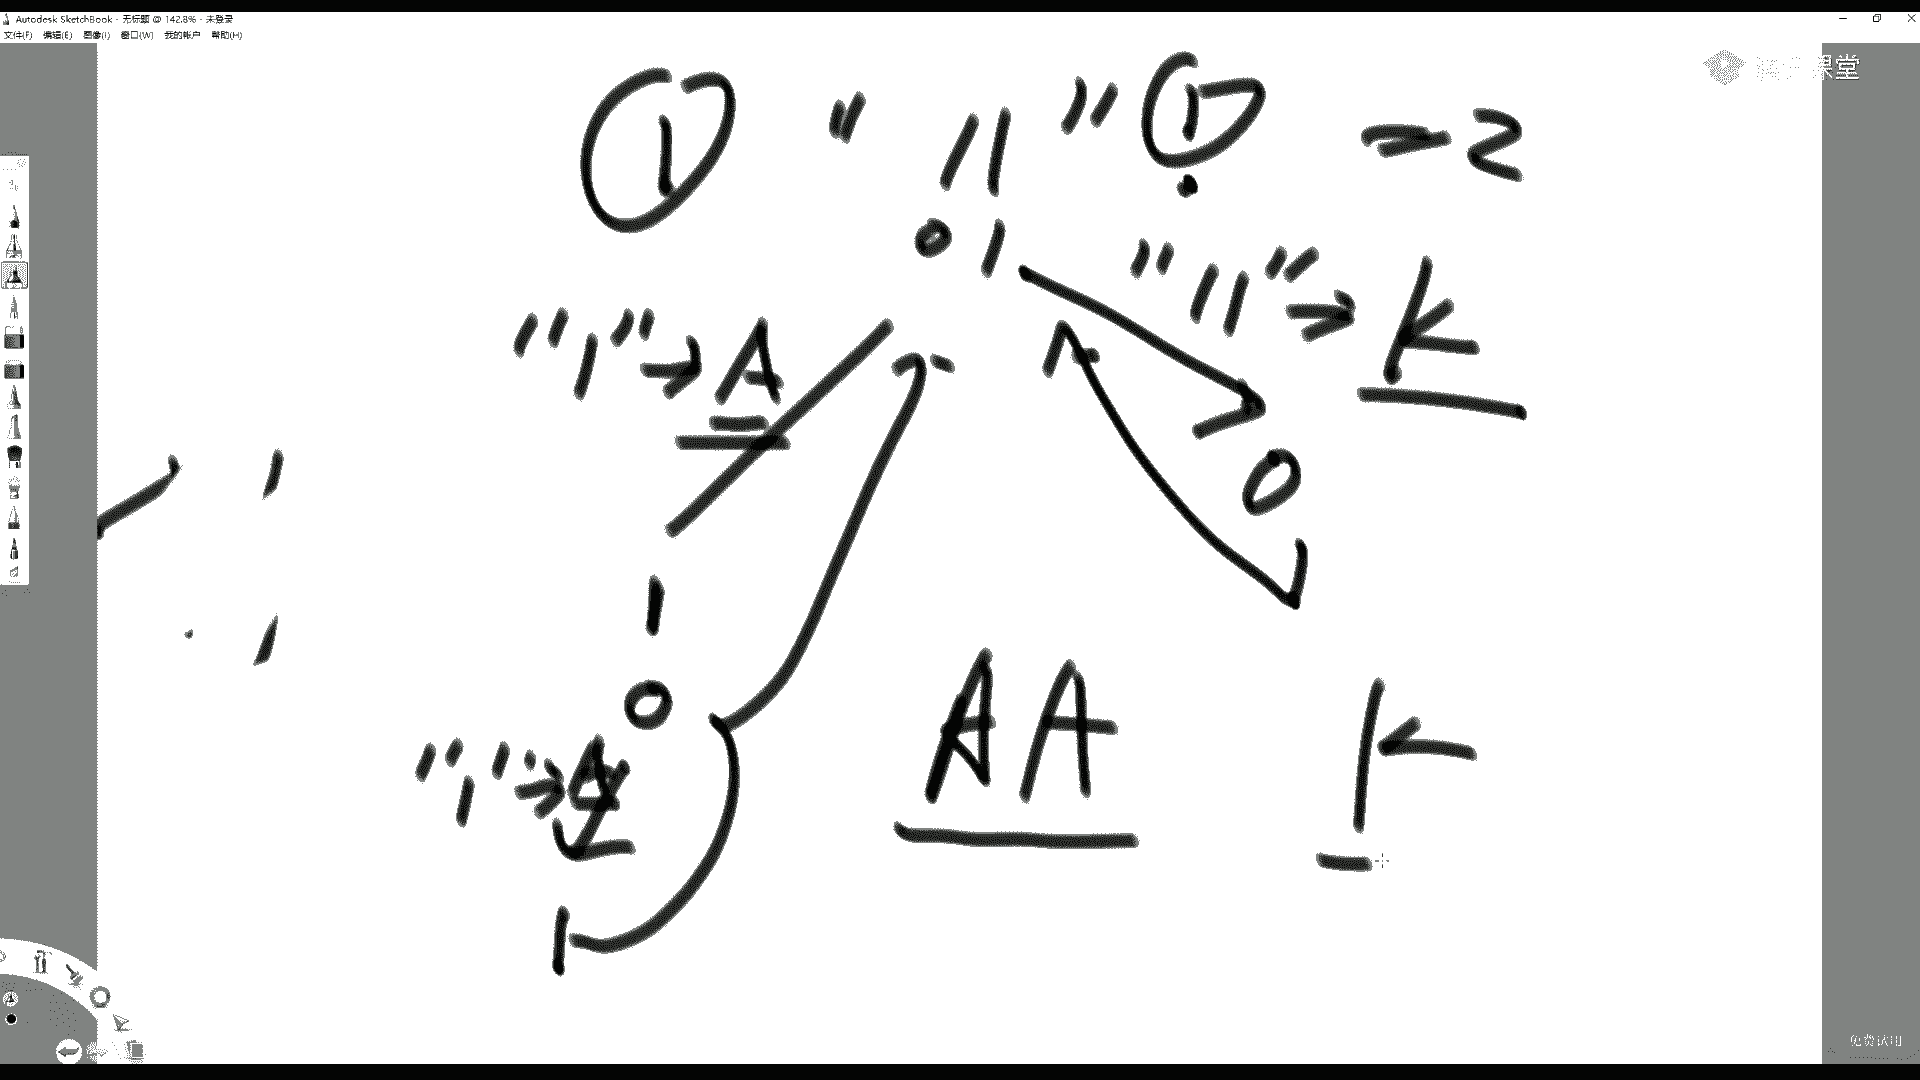 Autodesk SketchBook - 无标题 @ 142.8% - 未登录
文件(F) 编辑(E) 图像(I) 窗口(W) 我的帐户 帮助(H)
课堂
① " 11 " ① → 2
0 1
"11" → K
"1" → A
0
1
0
"1" → A
AA K
1
免费试用